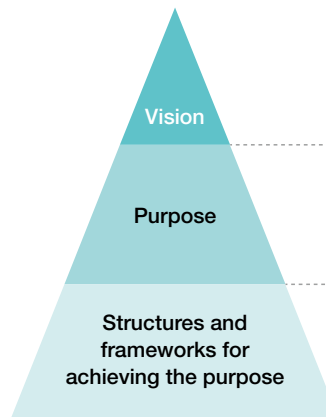 Vision
Purpose
Structures and
frameworks for
achieving the purpose